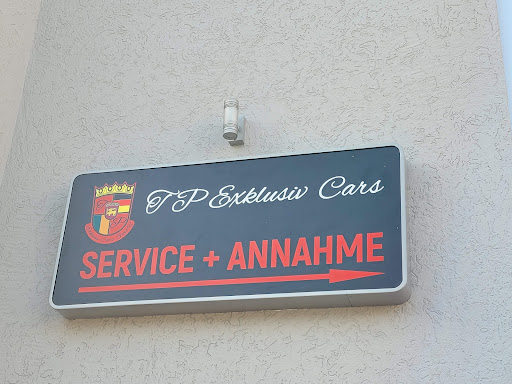 TP Exklusiv Cars
SERVICE + ANNAHME